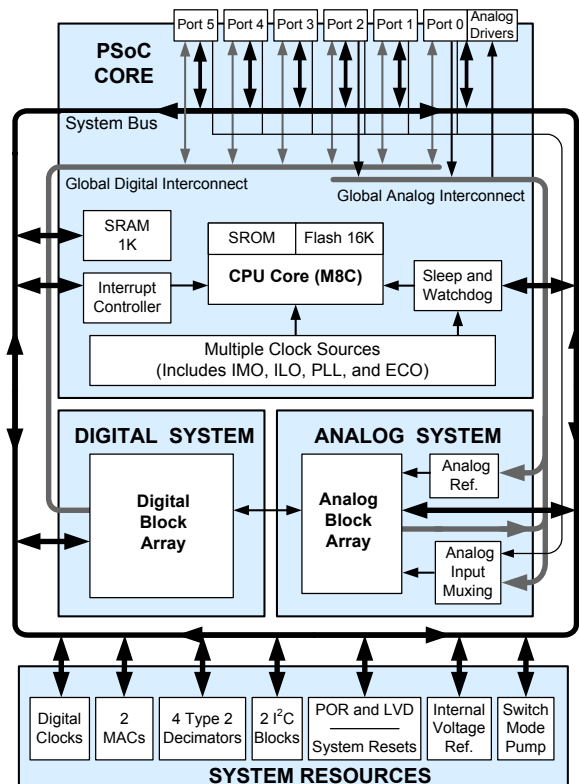 Port 5
Port 4
Port 3
Port 2
Port 1
Port 0
Analog
Drivers
PSoC
CORE
System Bus
Global Digital Interconnect
Global Analog Interconnect
SRAM
1K
SROM
Flash 16K
CPU Core (M8C)
Interrupt
Controller
Sleep and
Watchdog
Multiple Clock Sources
(Includes IMO, ILO, PLL, and ECO)
DIGITAL SYSTEM
ANALOG SYSTEM
Digital
Block
Array
Analog
Block
Array
Analog
Ref.
Analog
Input
Muxing
Digital
Clocks
2
MACs
4 Type 2
Decimators
2 I²C
Blocks
POR and LVD
System Resets
Internal
Voltage
Ref.
Switch
Mode
Pump
SYSTEM RESOURCES